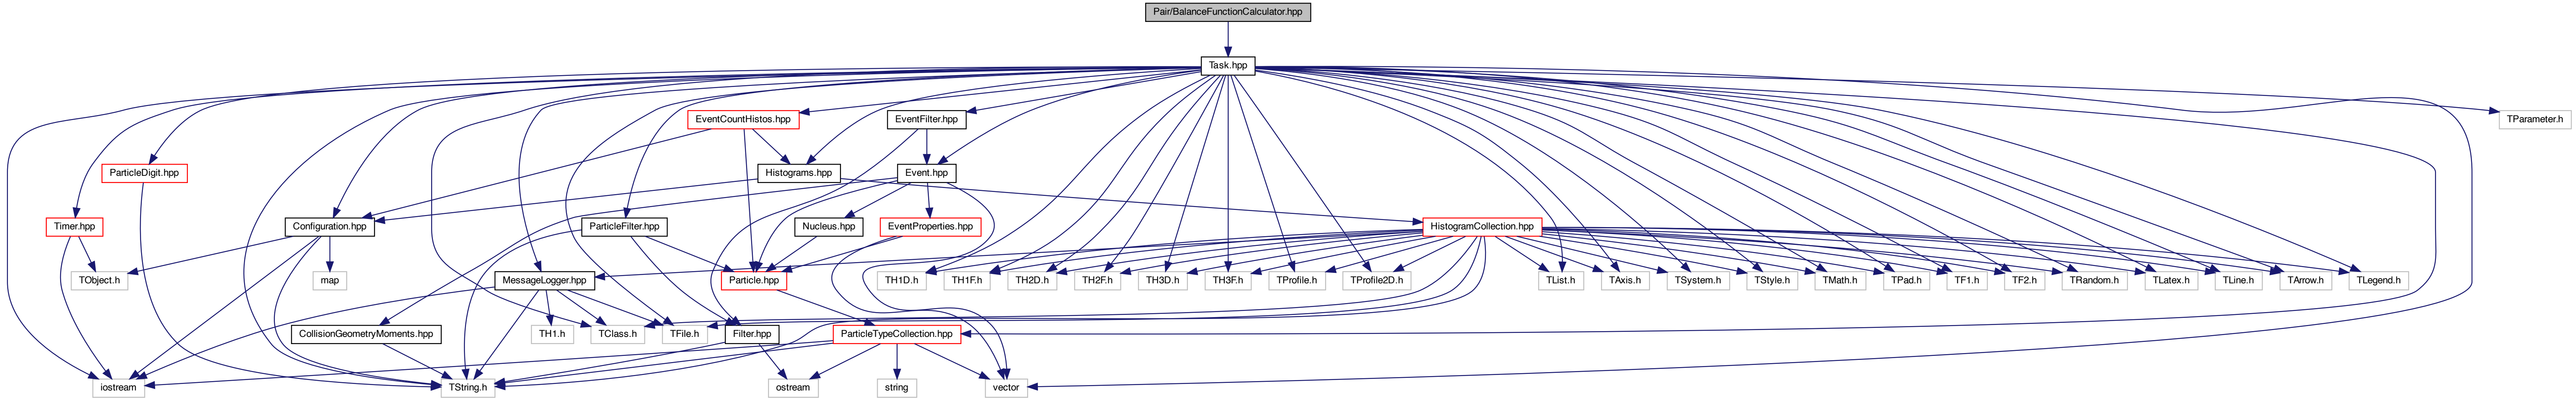 Pair/BalanceFunctionCalculator.hpp
Task.hpp
EventCountHistos.hpp
EventFilter.hpp
TParameter.h
ParticleDigit.hpp
Histograms.hpp
Event.hpp
Timer.hpp
Configuration.hpp
ParticleFilter.hpp
Nucleus.hpp
EventProperties.hpp
HistogramCollection.hpp
TObject.h
map
MessageLogger.hpp
Particle.hpp
TH1D.h
TH1F.h
TH2D.h
TH2F.h
TH3D.h
TH3F.h
TProfile.h
TProfile2D.h
TList.h
TAxis.h
TSystem.h
TStyle.h
TMath.h
TPad.h
TF1.h
TF2.h
TRandom.h
TLatex.h
TLine.h
TArrow.h
TLegend.h
CollisionGeometryMoments.hpp
TH1.h
TClass.h
TFile.h
Filter.hpp
ParticleTypeCollection.hpp
iostream
TString.h
ostream
string
vector